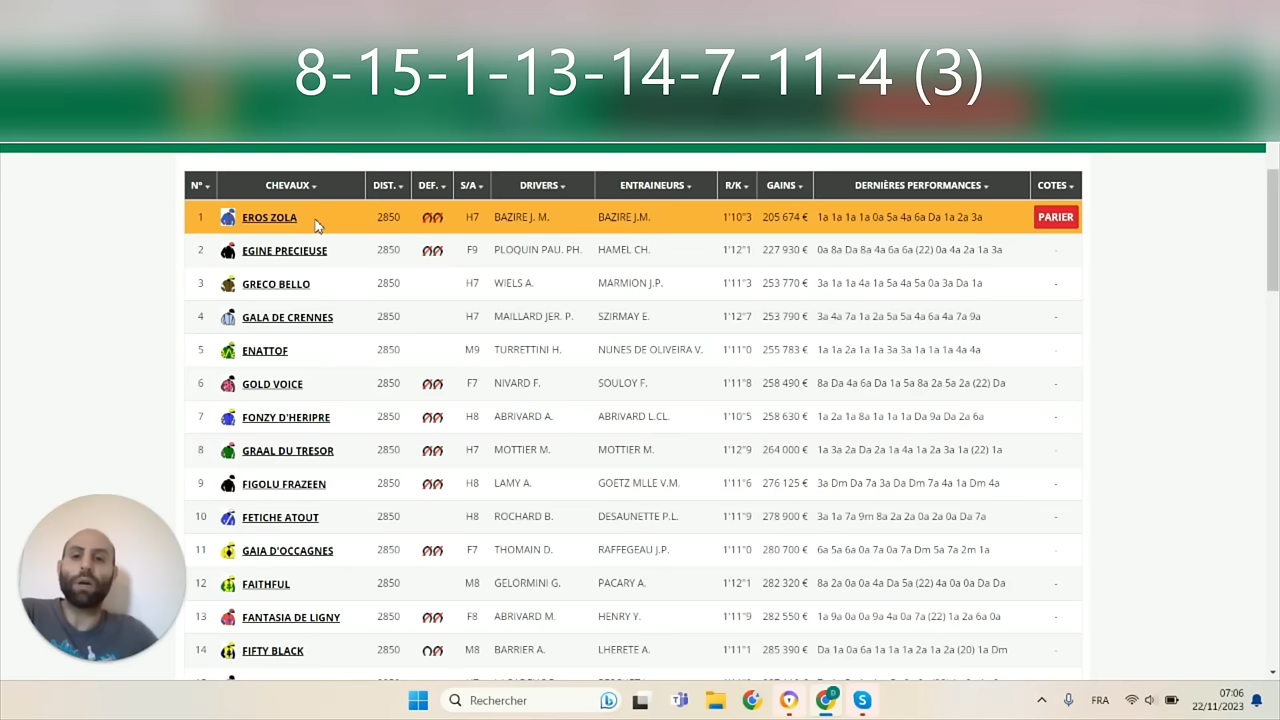 8-15-1-13-14-7-11-4 (3)
N° CHEVAUX DIST. DEF. S/A DRIVERS ENTRAINEURS R/K GAINS DERNIÈRES PERFORMANCES COTES
1 EROS ZOLA 2850 H7 BAZIRE J. M. BAZIRE J.M. 1'10"3 205 674 € 1a 1a 1a 1a 0a 5a 4a 6a Da 1a 2a 3a PARIER
2 EGINE PRECIEUSE 2850 F9 PLOQUIN PAU. PH. HAMEL CH. 1'12"1 227 930 € 0a 8a Da 8a 4a 6a 6a (22) 0a 4a 2a 1a 3a -
3 GRECO BELLO 2850 H7 WIELS A. MARMION J.P. 1'11"3 253 770 € 3a 1a 1a 4a 1a 5a 4a 5a 0a 3a Da 1a -
4 GALA DE CRENNES 2850 H7 MAILLARD JER. P. SZIRMAY E. 1'12"7 253 790 € 3a 4a 7a 1a 2a 5a 5a 4a 8a 4a 7a 9a -
5 ENATTOF 2850 M9 TURRETTINI H. NUNES DE OLIVEIRA V. 1'11"0 255 783 € 1a 1a 2a 1a 1a 3a 3a 1a 1a 1a 4a 4a -
6 GOLD VOICE 2850 F7 NIVARD F. SOULOY F. 1'11"8 258 490 € 8a Da 4a 6a Da 1a 5a 8a 2a 5a 2a (22) Da -
7 FONZY D'HERIPRE 2850 H8 ABRIVARD A. ABRIVARD L.CL. 1'10"5 258 630 € 1a 2a 1a 8a 1a 1a 1a Da 9a Da 2a 6a -
8 GRAAL DU TRESOR 2850 H7 MOTTIER M. MOTTIER M. 1'12"9 264 000 € 1a 3a 2a Da 2a 1a 4a 1a 2a 3a 1a (22) 1a -
9 FIGOLU FRAZEEN 2850 H8 LAMY A. GOETZ MLLE V.M. 1'11"6 276 125 € 3a Dm Da 7a 3a Da Dm 7a 4a 1a Dm 4a -
10 FETICHE ATOUT 2850 H8 ROCHARD B. DESAUNETTE P.L. 1'11"9 278 900 € 3a 1a 7a 9m 8a 2a 2a 0a 2a 0a Da 7a -
11 GAIA D'OCCAGNES 2850 F7 THOMAIN D. RAFFEGEAU J.P. 1'11"0 280 700 € 6a 5a 6a 0a 7a 0a 7a Dm 5a 7a 2m 1a -
12 FAITHFUL 2850 M8 GELORMINI G. PACARY A. 1'12"1 282 320 € 8a 2a 0a 0a 4a Da 5a (22) 4a 0a 0a Da Da -
13 FANTASIA DE LIGNY 2850 F8 ABRIVARD M. HENRY Y. 1'11"9 282 550 € 1a 9a 0a 0a 9a 4a 0a 7a (22) 1a 2a 6a 0a -
14 FIFTY BLACK 2850 M8 BARRIER A. LHERETE A. 1'11"1 285 390 € Da 1a 0a 6a 1a 1a 1a 2a 1a 2a (20) 1a Dm -
Rechercher FRA 07:06
22/11/2023